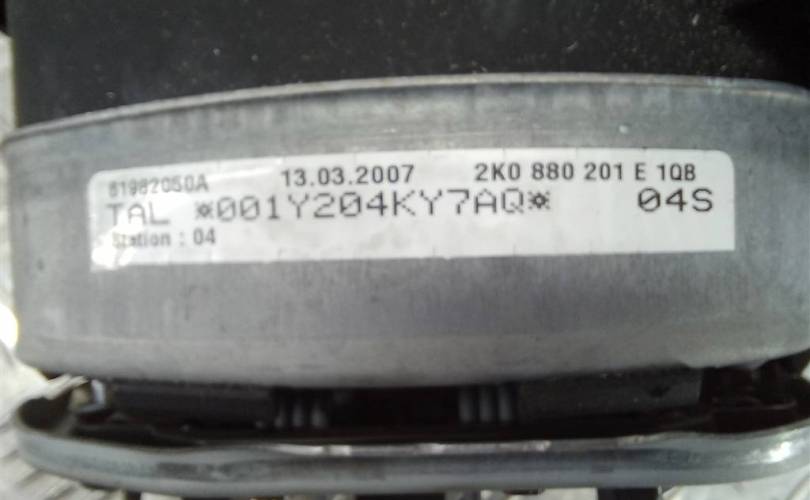 61982050A 13.03.2007 2K0 880 201 E 1QB
TAL *001Y204KY7AQ* 04S
Station : 04